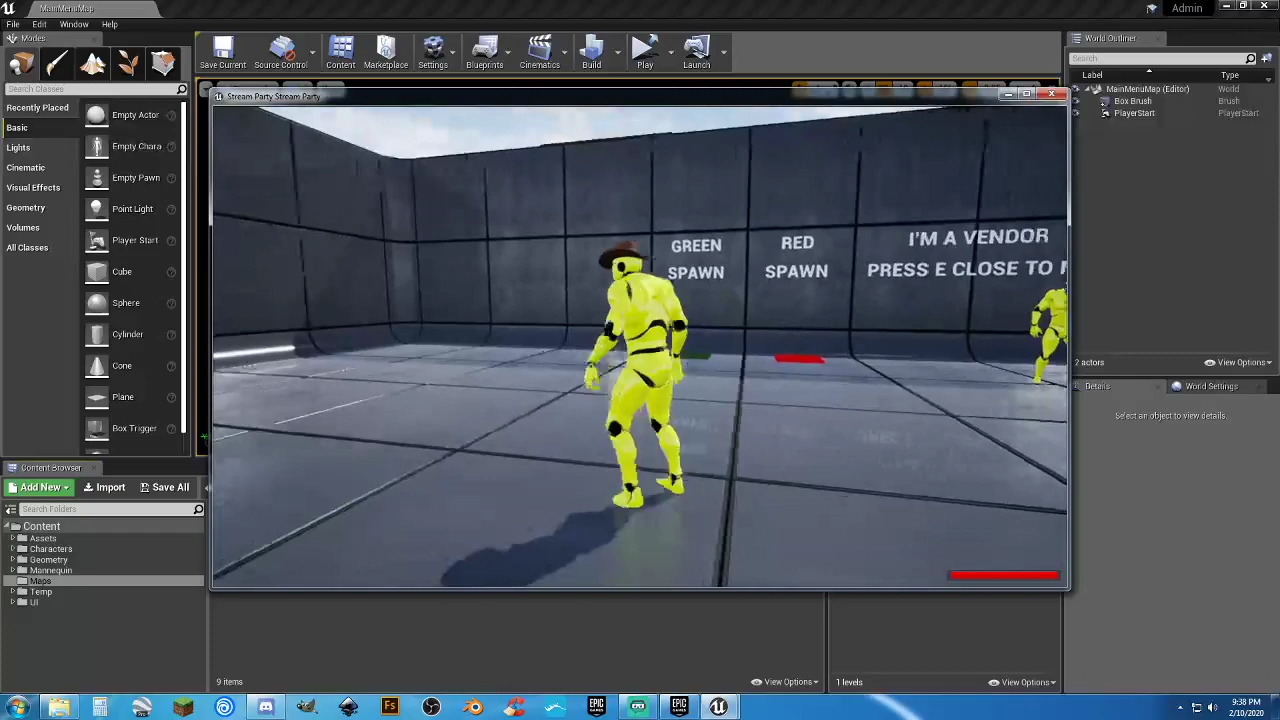 MainMenuMap
Admin
File Edit Window Help
Modes
Search Classes
Recently Placed
Basic
Lights
Cinematic
Visual Effects
Geometry
Volumes
All Classes
Empty Actor
Empty Chara
Empty Pawn
Point Light
Player Start
Cube
Sphere
Cylinder
Cone
Plane
Box Trigger
Save Current
Source Control
Content
Marketplace
Settings
Blueprints
Cinematics
Build
Play
Launch
Stream Party Stream Party
GREEN
SPAWN
RED
SPAWN
I'M A VENDOR
PRESS E CLOSE TO
World Outliner
Search
Label Type
MainMenuMap (Editor) World
Box Brush Brush
PlayerStart PlayerStart
2 actors
View Options
Details World Settings
Select an object to view details.
Content Browser
Add New Import Save All
Search Folders
Content
Assets
Characters
Geometry
Mannequin
Maps
Temp
UI
9 items View Options
1 levels View Options
Fs
EPIC
GAMES
EPIC
GAMES
9:38 PM
2/10/2020